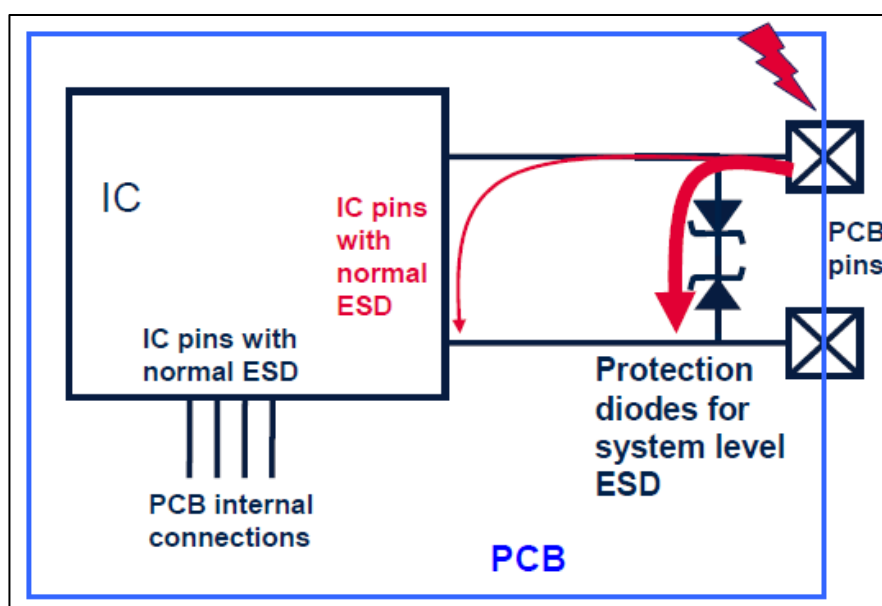 IC
IC pins
with
normal
ESD
PCB
pins
IC pins with
normal ESD
Protection
diodes for
system level
ESD
PCB internal
connections
PCB